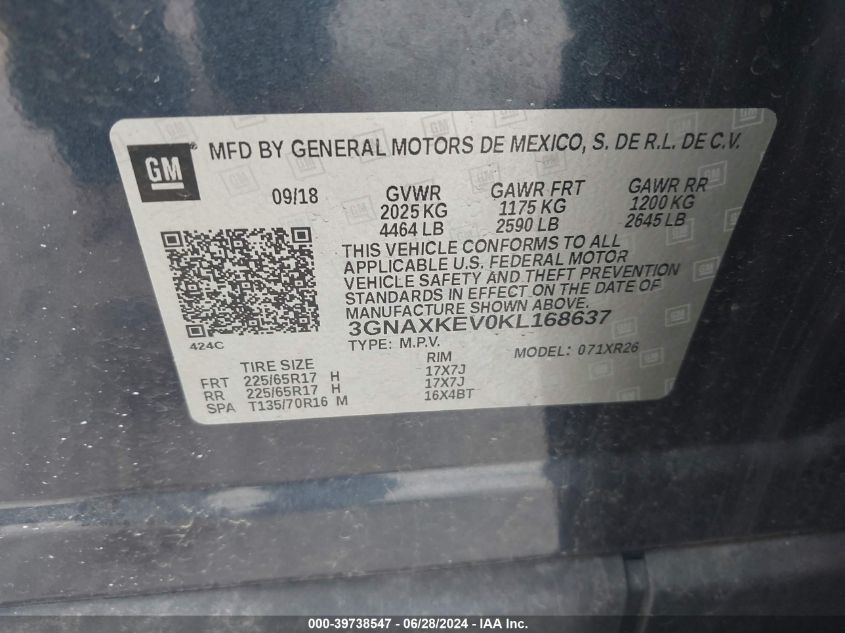 GM
MFD BY GENERAL MOTORS DE MEXICO, S. DE R.L. DE C.V.
09/18 GVWR GAWR FRT GAWR RR
2025 KG 1175 KG 1200 KG
4464 LB 2590 LB 2645 LB
THIS VEHICLE CONFORMS TO ALL
APPLICABLE U.S. FEDERAL MOTOR
VEHICLE SAFETY AND THEFT PREVENTION
STANDARDS IN EFFECT ON THE DATE OF
MANUFACTURE SHOWN ABOVE.
3GNAXKEV0KL168637
424C
TYPE: M.P.V. MODEL: 071XR26
TIRE SIZE RIM
FRT 225/65R17 H 17X7J
RR 225/65R17 H 17X7J
SPA T135/70R16 M 16X4BT
000-39738547 - 06/28/2024 - IAA Inc.